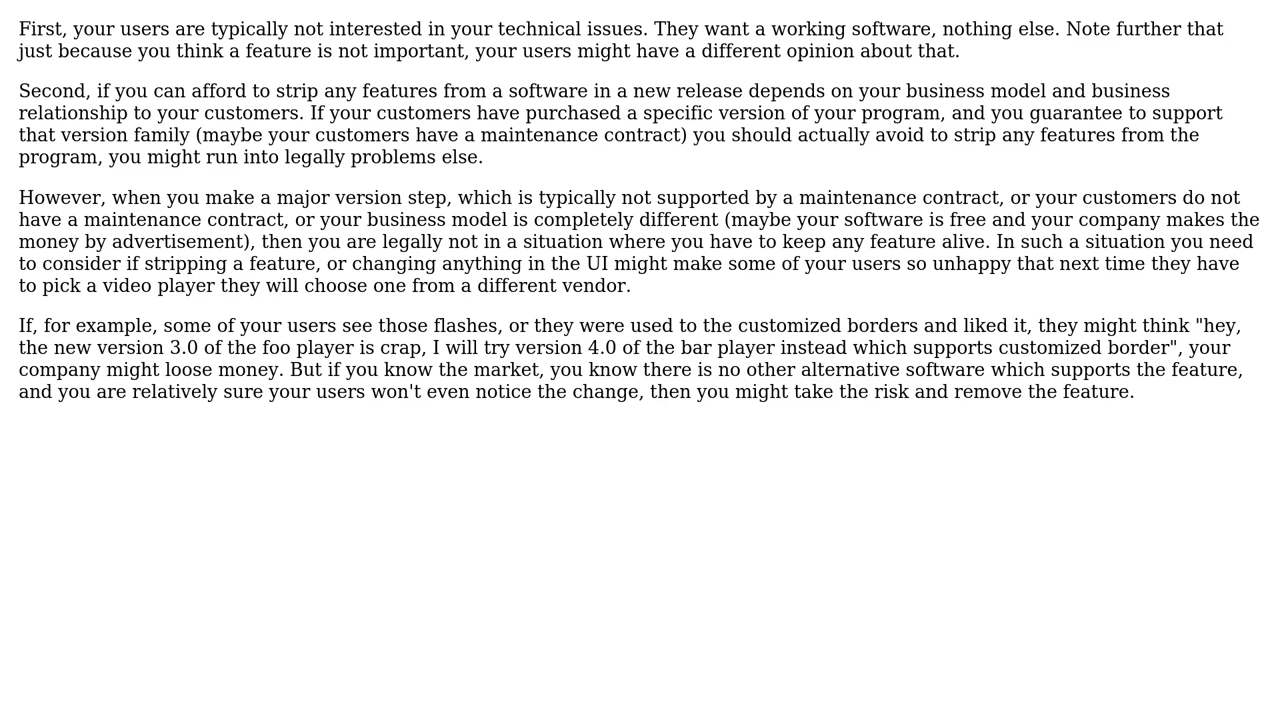 First, your users are typically not interested in your technical issues. They want a working software, nothing else. Note further that
just because you think a feature is not important, your users might have a different opinion about that.
Second, if you can afford to strip any features from a software in a new release depends on your business model and business
relationship to your customers. If your customers have purchased a specific version of your program, and you guarantee to support
that version family (maybe your customers have a maintenance contract) you should actually avoid to strip any features from the
program, you might run into legally problems else.
However, when you make a major version step, which is typically not supported by a maintenance contract, or your customers do not
have a maintenance contract, or your business model is completely different (maybe your software is free and your company makes the
money by advertisement), then you are legally not in a situation where you have to keep any feature alive. In such a situation you need
to consider if stripping a feature, or changing anything in the UI might make some of your users so unhappy that next time they have
to pick a video player they will choose one from a different vendor.
If, for example, some of your users see those flashes, or they were used to the customized borders and liked it, they might think "hey,
the new version 3.0 of the foo player is crap, I will try version 4.0 of the bar player instead which supports customized border", your
company might loose money. But if you know the market, you know there is no other alternative software which supports the feature,
and you are relatively sure your users won't even notice the change, then you might take the risk and remove the feature.